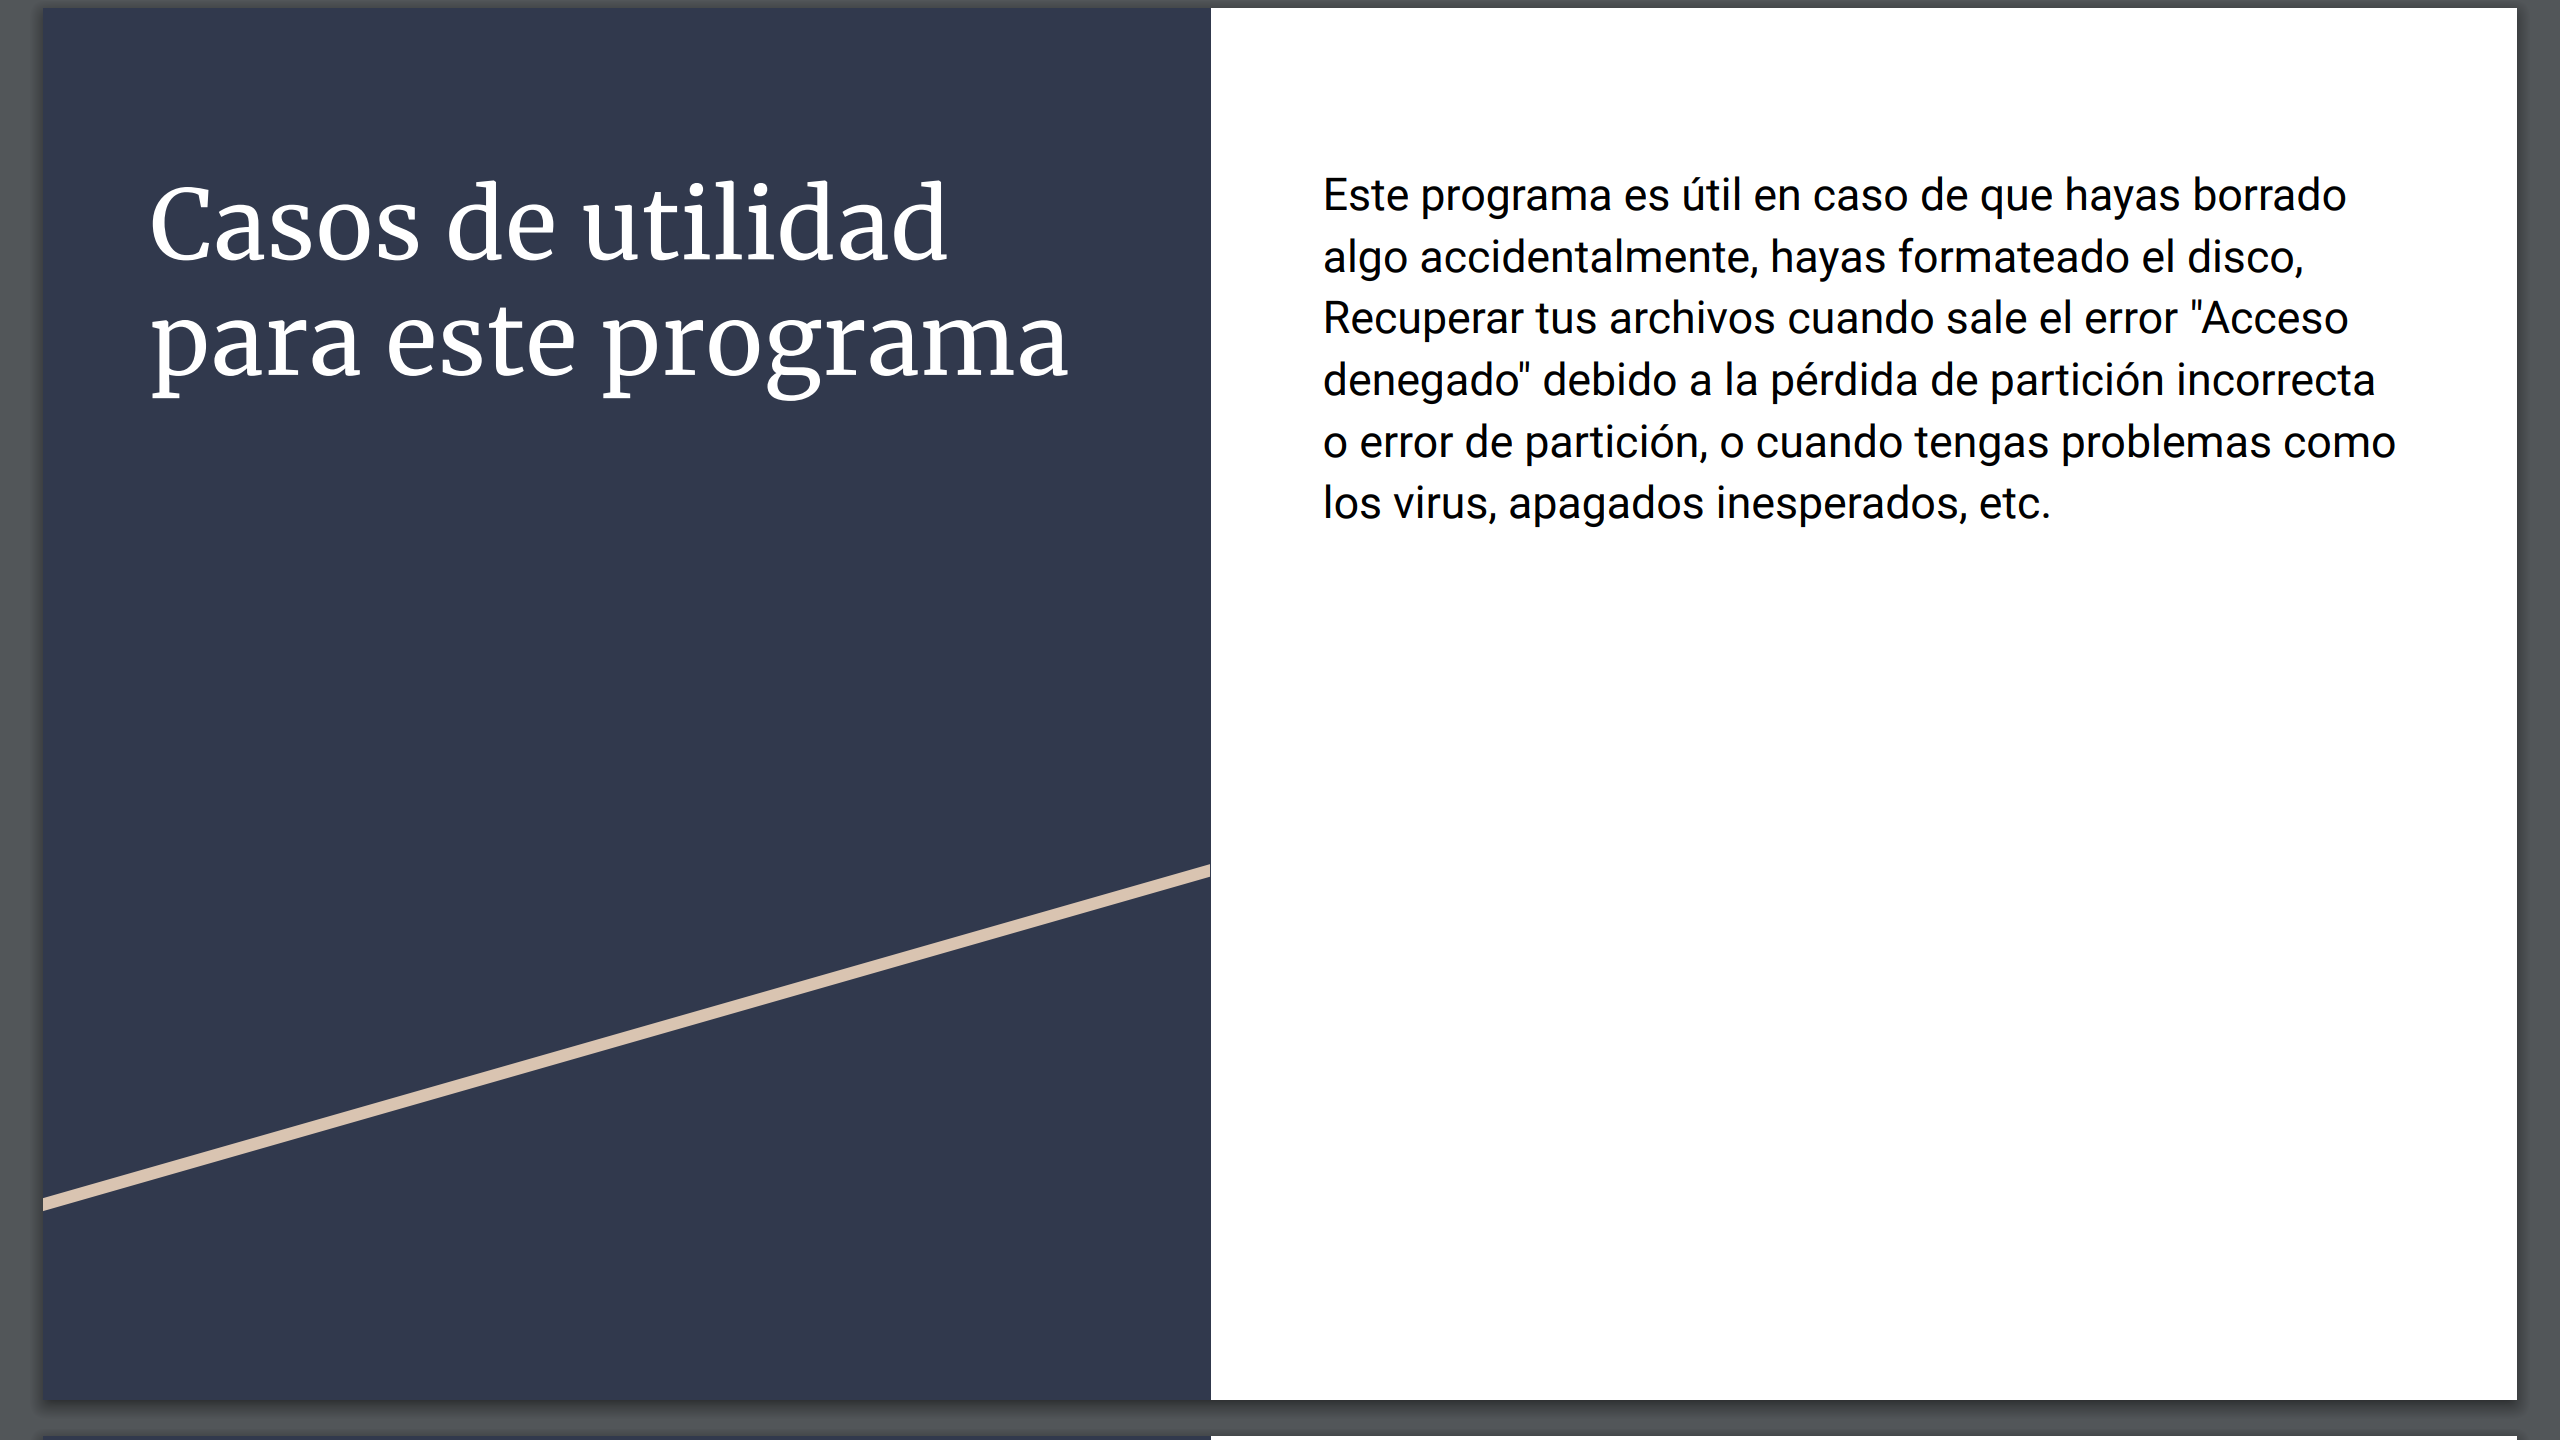 Casos de utilidad
para este programa
Este programa es útil en caso de que hayas borrado
algo accidentalmente, hayas formateado el disco,
Recuperar tus archivos cuando sale el error "Acceso
denegado" debido a la pérdida de partición incorrecta
o error de partición, o cuando tengas problemas como
los virus, apagados inesperados, etc.